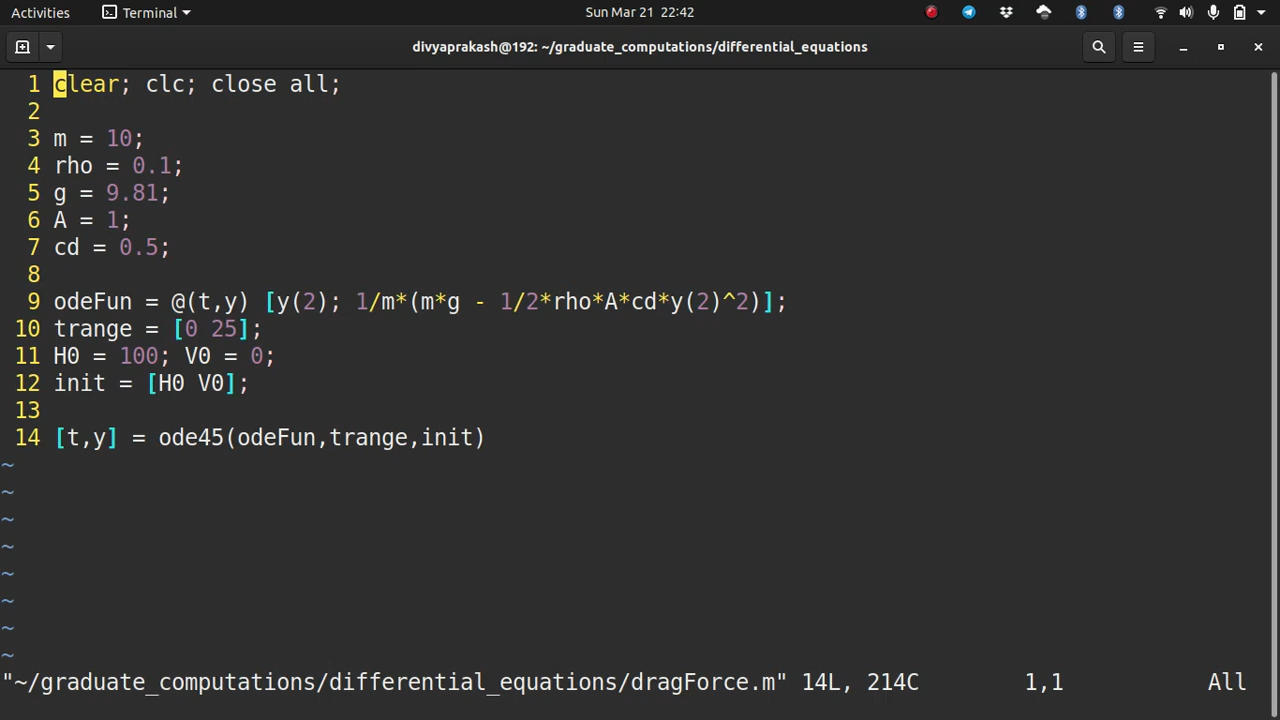 Activities Terminal Sun Mar 21 22:42
divyaprakash@192: ~/graduate_computations/differential_equations
1 clear; clc; close all;
2
3 m = 10;
4 rho = 0.1;
5 g = 9.81;
6 A = 1;
7 cd = 0.5;
8
9 odeFun = @(t,y) [y(2); 1/m*(m*g - 1/2*rho*A*cd*y(2)^2)];
10 trange = [0 25];
11 H0 = 100; V0 = 0;
12 init = [H0 V0];
13
14 [t,y] = ode45(odeFun,trange,init)
~
~
~
~
~
~
~
~
"~/graduate_computations/differential_equations/dragForce.m" 14L, 214C 1,1 All